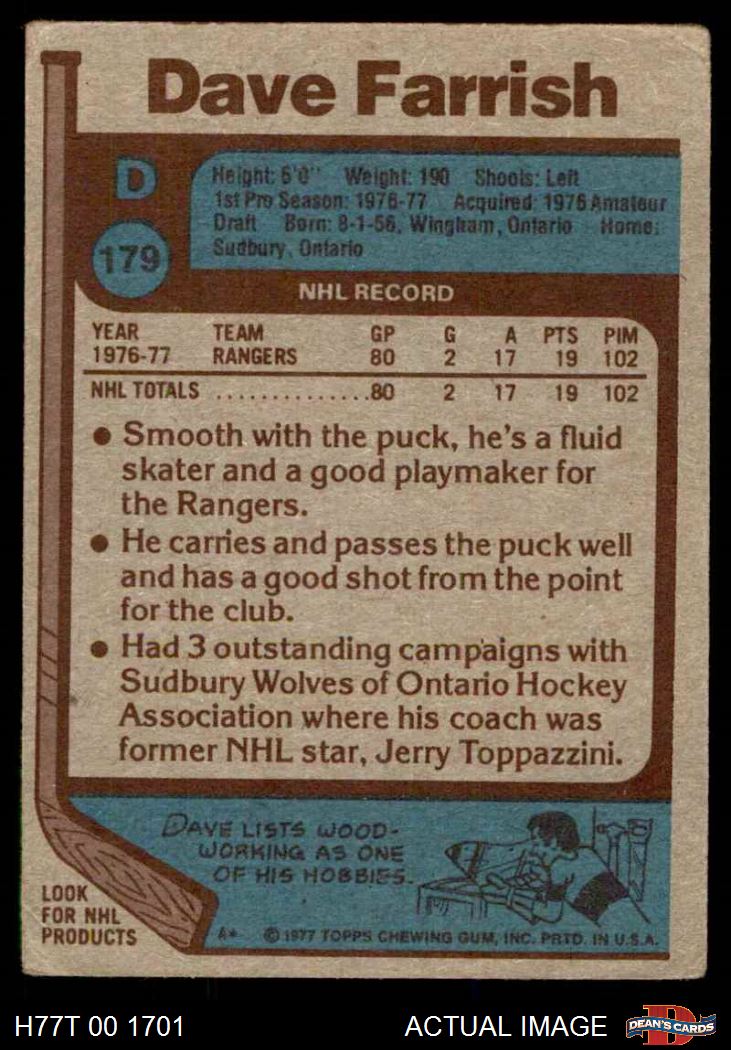 Dave Farrish
D
Height: 6'0" Weight: 190 Shoots: Left
1st Pro Season: 1976-77 Acquired: 1976 Amateur
Draft Born: 8-1-56, Wingham, Ontario Home:
Sudbury, Ontario
179
NHL RECORD
YEAR TEAM GP G A PTS PIM
1976-77 RANGERS 80 2 17 19 102
NHL TOTALS ..............80 2 17 19 102
● Smooth with the puck, he's a fluid
skater and a good playmaker for
the Rangers.
● He carries and passes the puck well
and has a good shot from the point
for the club.
● Had 3 outstanding campaigns with
Sudbury Wolves of Ontario Hockey
Association where his coach was
former NHL star, Jerry Toppazzini.
DAVE LISTS WOOD-
WORKING AS ONE
OF HIS HOBBIES.
LOOK
FOR NHL
PRODUCTS
A* © 1977 TOPPS CHEWING GUM, INC. PRTD. IN U.S.A.
H77T 00 1701 ACTUAL IMAGE
D
DEAN'S CARDS